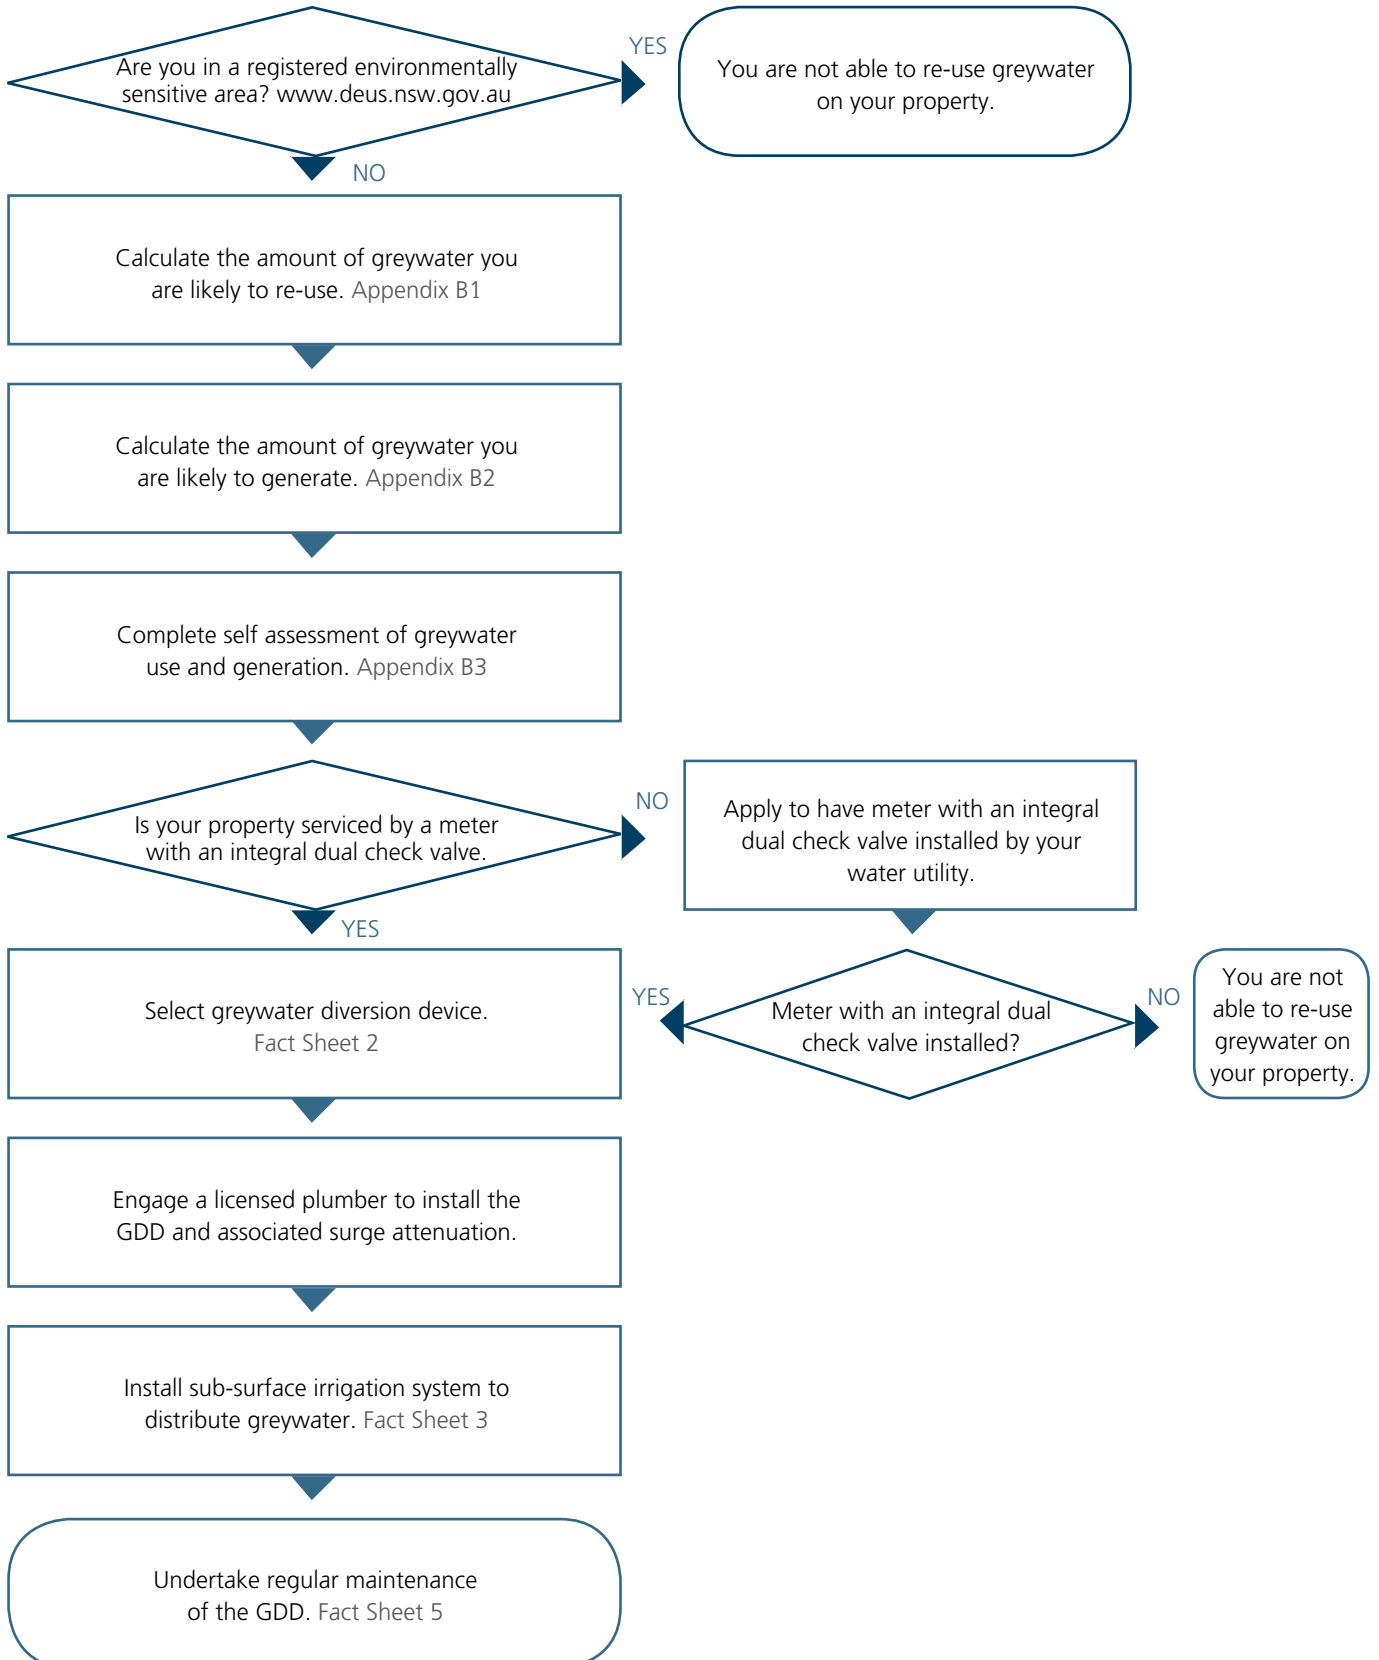 Are you in a registered environmentally
sensitive area? www.deus.nsw.gov.au
YES
You are not able to re-use greywater
on your property.
NO
Calculate the amount of greywater you
are likely to re-use. Appendix B1
Calculate the amount of greywater you
are likely to generate. Appendix B2
Complete self assessment of greywater
use and generation. Appendix B3
Is your property serviced by a meter
with an integral dual check valve.
NO
Apply to have meter with an integral
dual check valve installed by your
water utility.
YES
Select greywater diversion device.
Fact Sheet 2
YES
Meter with an integral dual
check valve installed?
NO
You are not
able to re-use
greywater on
your property.
Engage a licensed plumber to install the
GDD and associated surge attenuation.
Install sub-surface irrigation system to
distribute greywater. Fact Sheet 3
Undertake regular maintenance
of the GDD. Fact Sheet 5